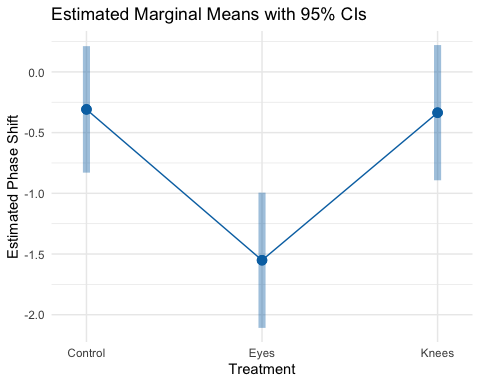 Estimated Marginal Means with 95% CIs
Estimated Phase Shift
0.0
-0.5
-1.0
-1.5
-2.0
Control Eyes Knees
Treatment